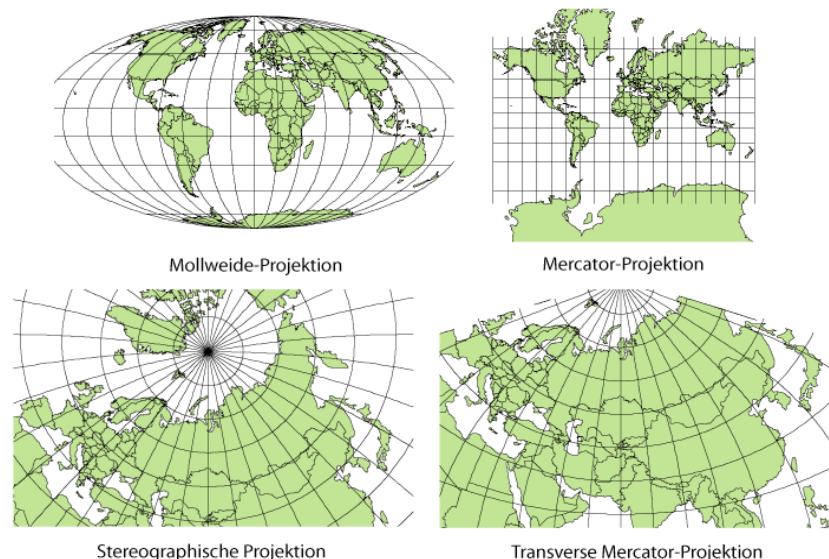 Mollweide-Projektion
Mercator-Projektion
Stereographische Projektion
Transverse Mercator-Projektion